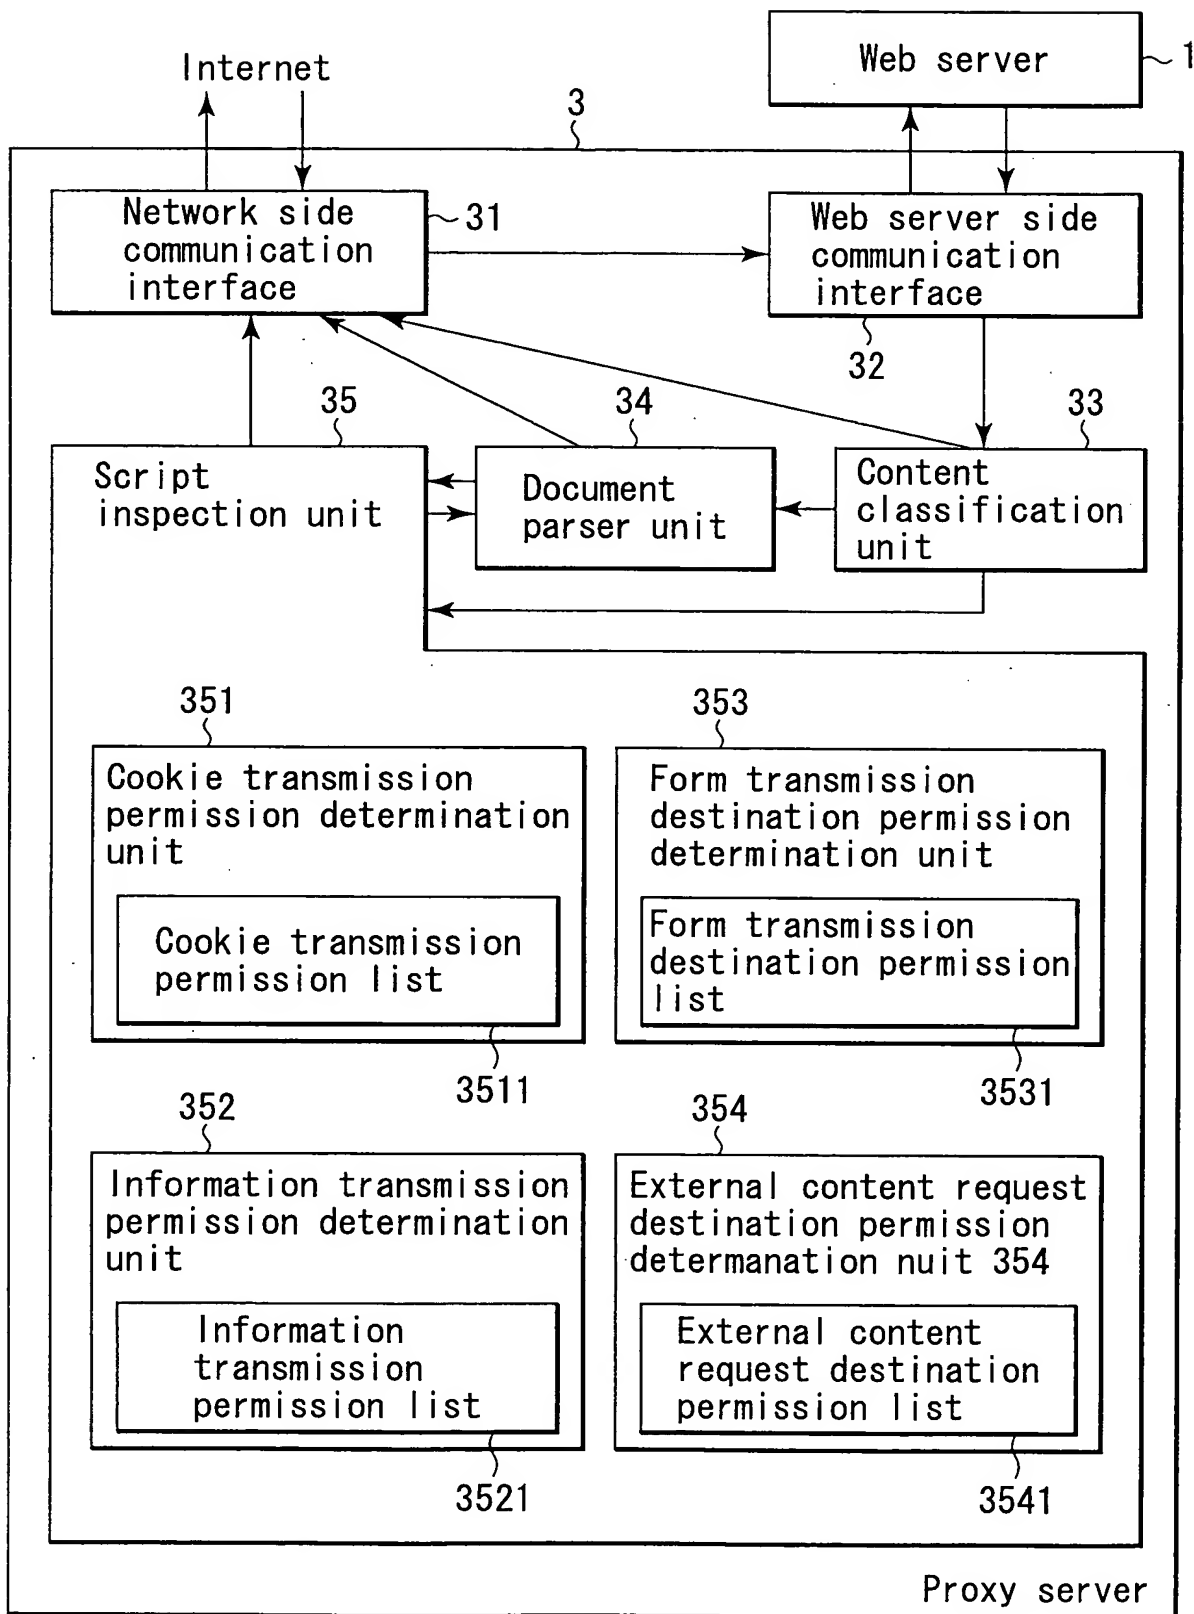 Internet
Web server
1
3
Network side
communication
interface
31
Web server side
communication
interface
32
35
34
33
Script
inspection unit
Document
parser unit
Content
classification
unit
351
353
Cookie transmission
permission determination
unit
Form transmission
destination permission
determination unit
Cookie transmission
permission list
Form transmission
destination permission
list
3511
3531
352
354
Information transmission
permission determination
unit
External content request
destination permission
determanation nuit 354
Information
transmission
permission list
External content
request destination
permission list
3521
3541
Proxy server